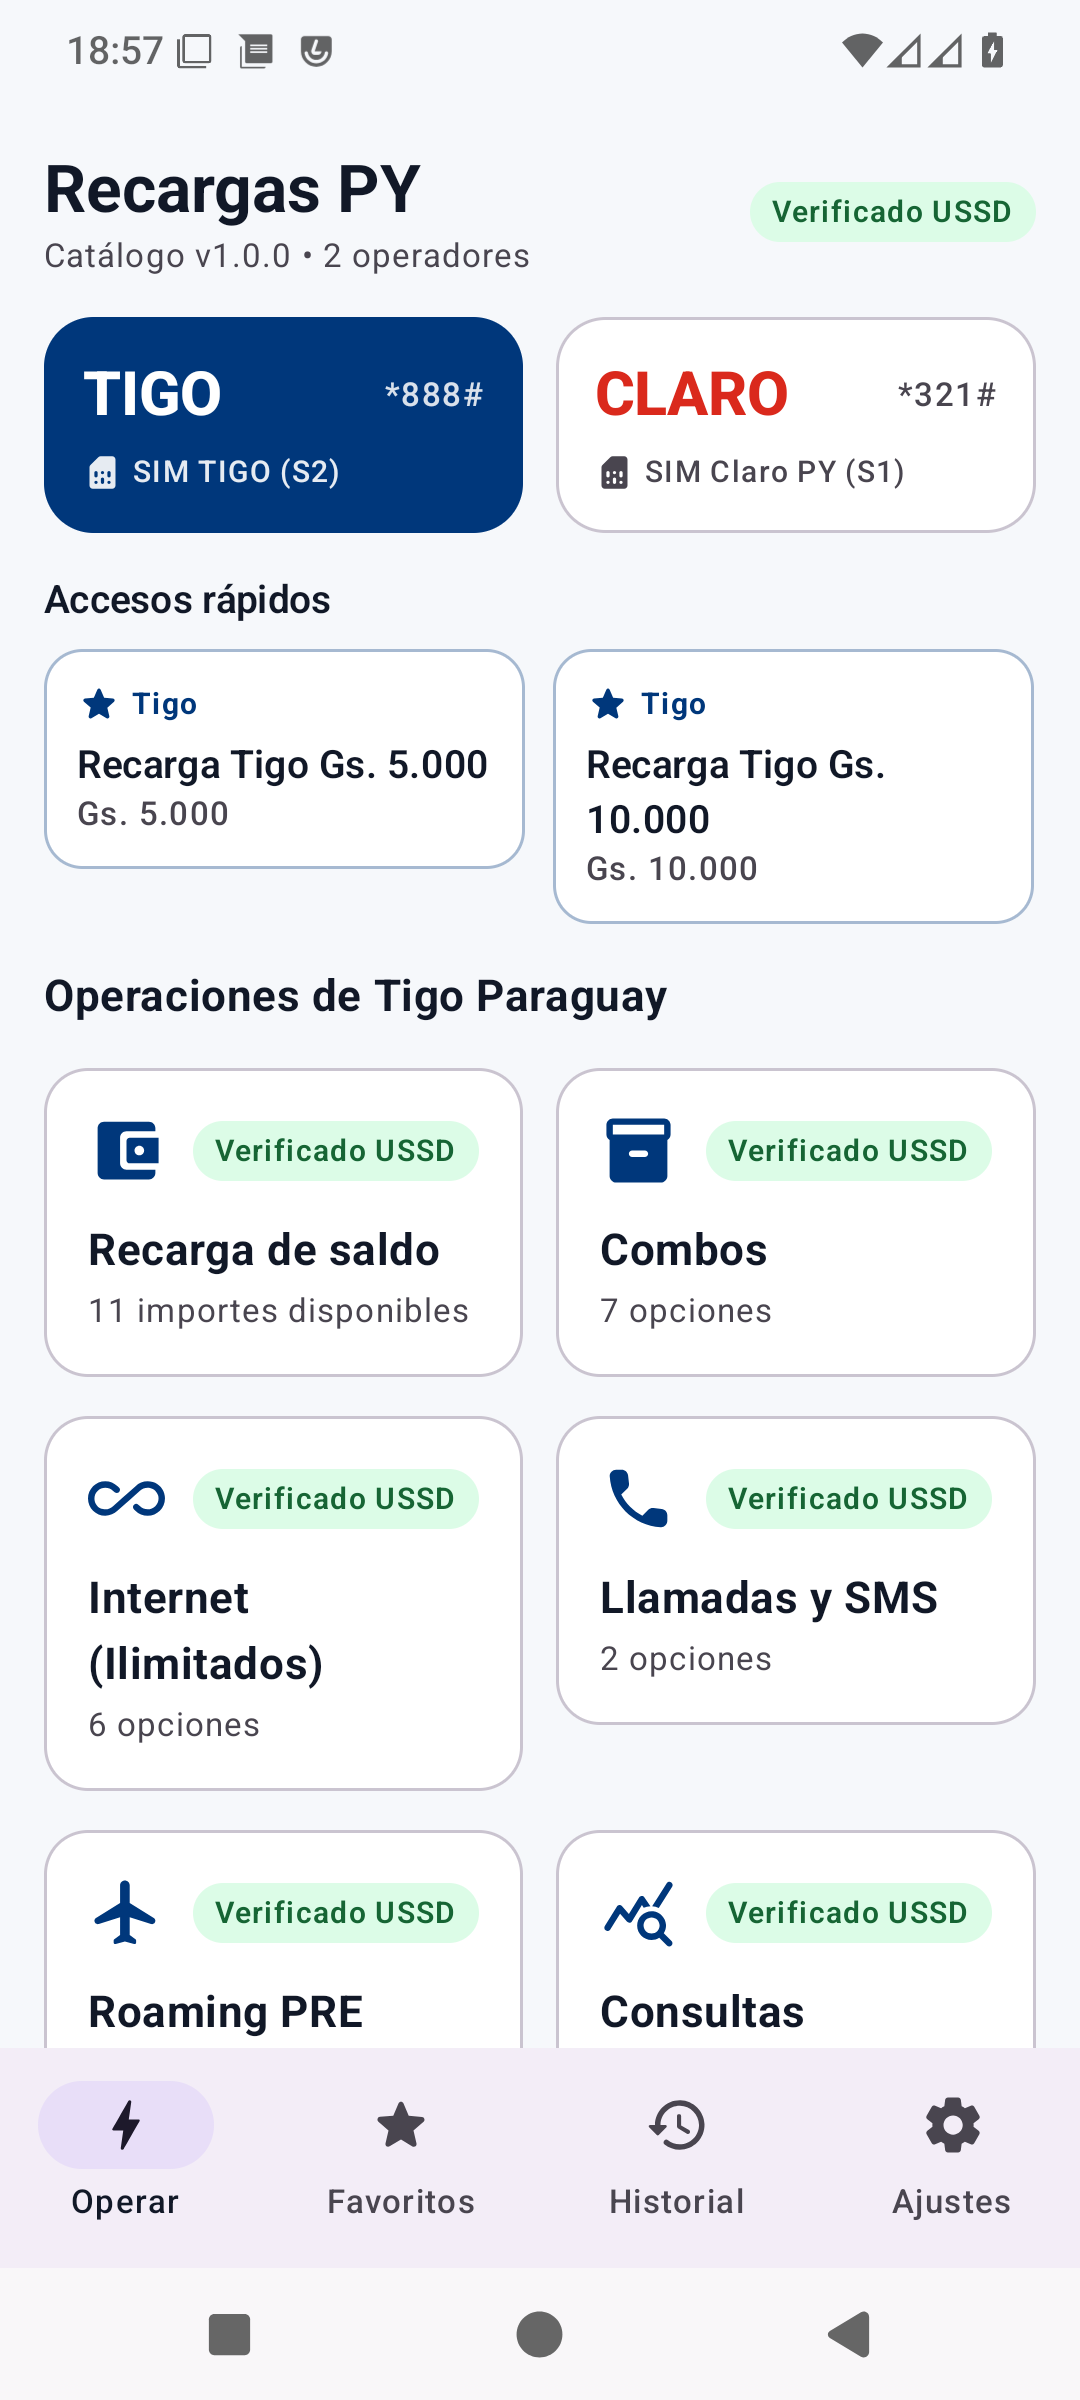 18:57
Recargas PY
Verificado USSD
Catálogo v1.0.0 • 2 operadores
TIGO
*888#
SIM TIGO (S2)
CLARO
*321#
SIM Claro PY (S1)
Accesos rápidos
Tigo
Recarga Tigo Gs. 5.000
Gs. 5.000
Tigo
Recarga Tigo Gs.
10.000
Gs. 10.000
Operaciones de Tigo Paraguay
Verificado USSD
Recarga de saldo
11 importes disponibles
Verificado USSD
Combos
7 opciones
Verificado USSD
Internet
(Ilimitados)
6 opciones
Verificado USSD
Llamadas y SMS
2 opciones
Verificado USSD
Roaming PRE
Verificado USSD
Consultas
Operar
Favoritos
Historial
Ajustes